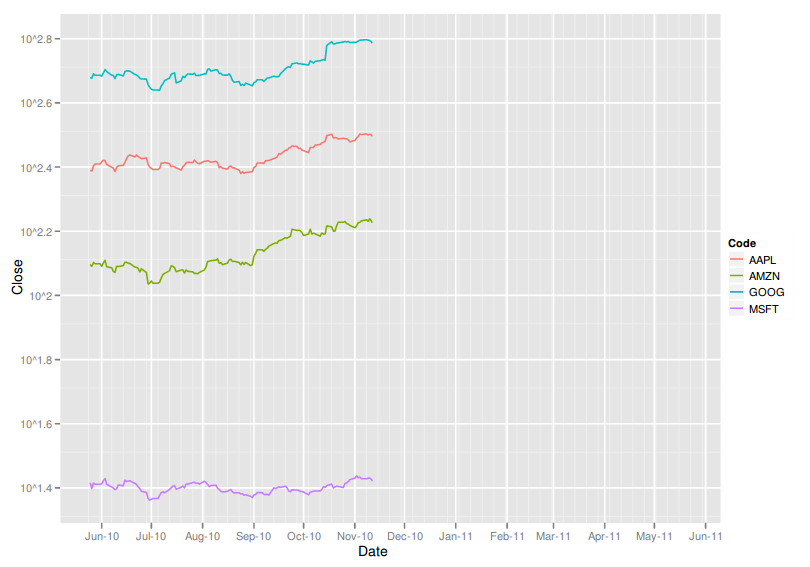 10^2.8
10^2.6
10^2.4
10^2.2
10^2
10^1.8
10^1.6
10^1.4
Close
Jun-10 Jul-10 Aug-10 Sep-10 Oct-10 Nov-10 Dec-10 Jan-11 Feb-11 Mar-11 Apr-11 May-11 Jun-11
Date
Code
AAPL
AMZN
GOOG
MSFT